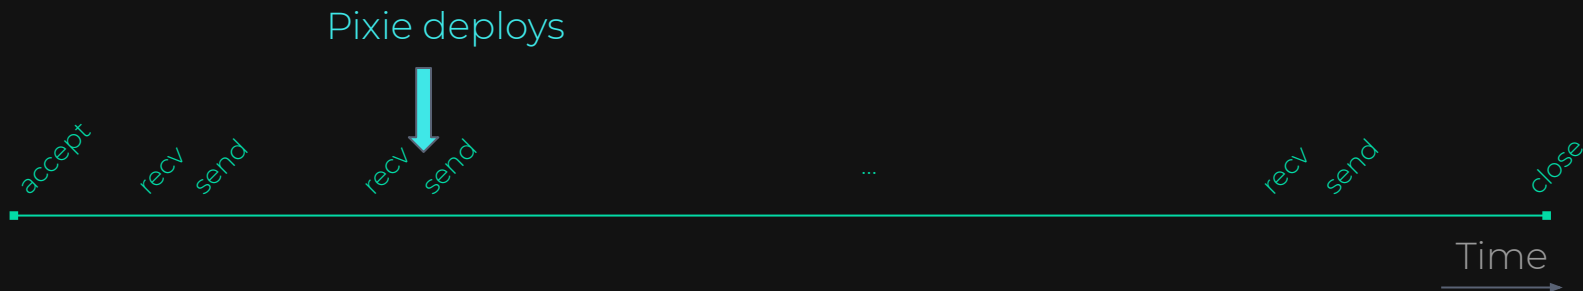 Pixie deploys
accept
recv
send
recv
send
...
recv
send
close
Time